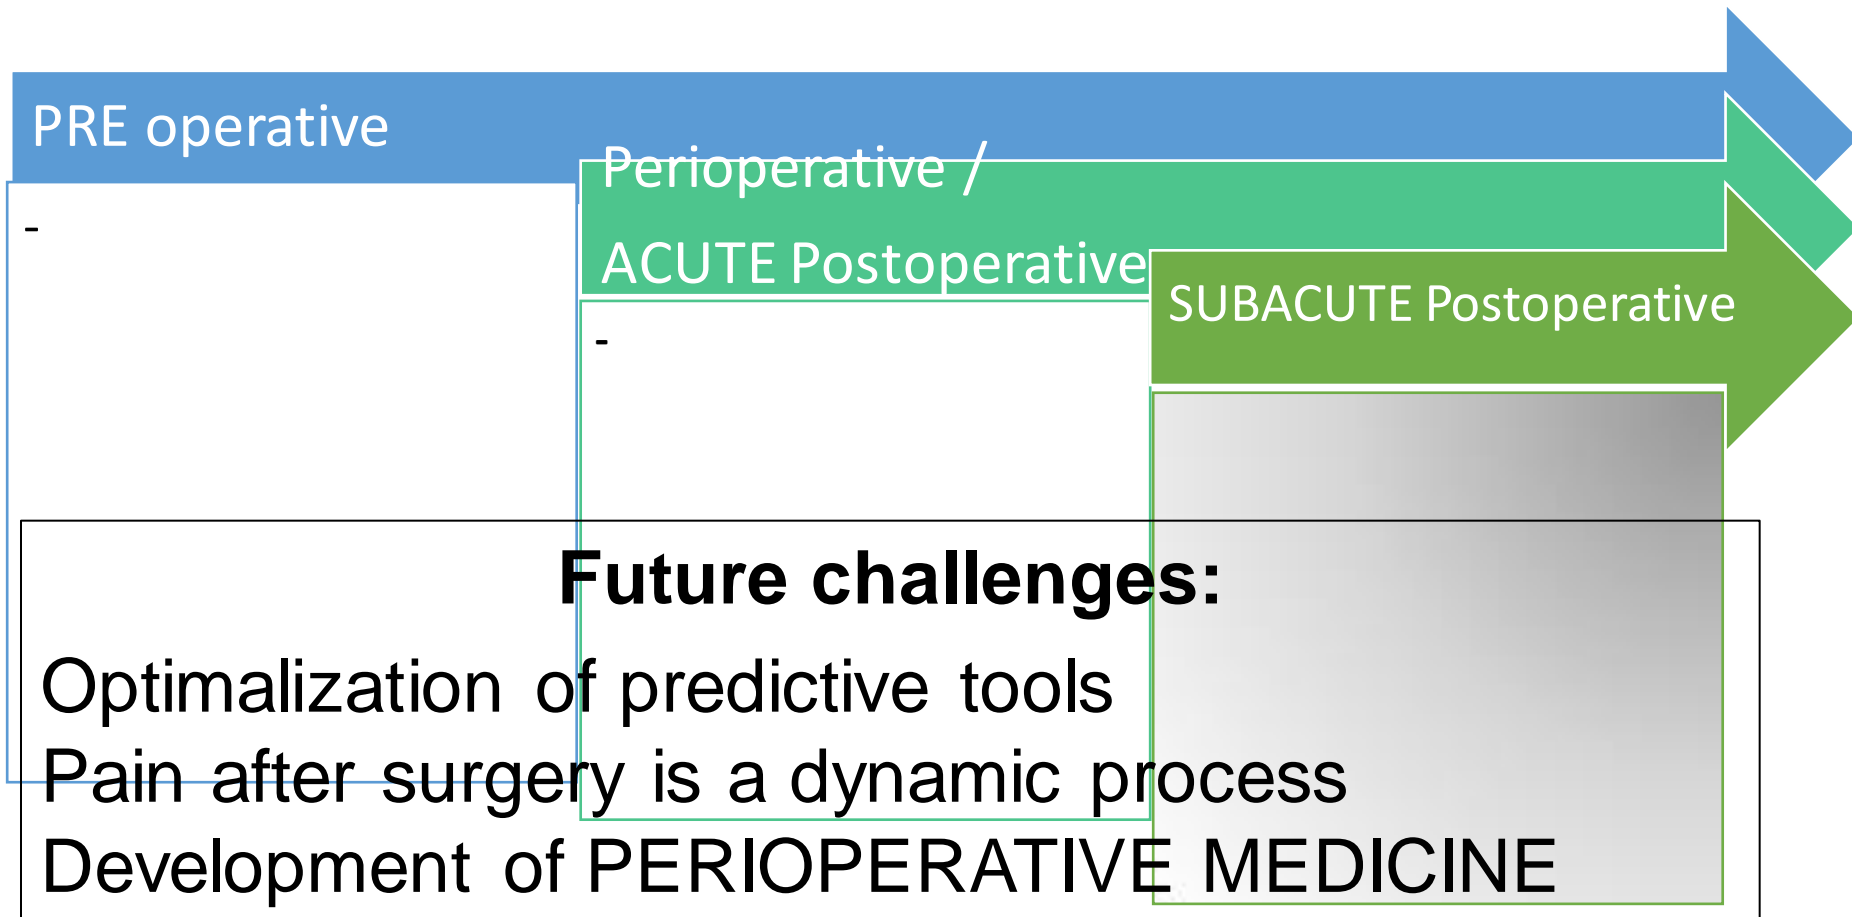 PRE operative
-
Perioperative /
ACUTE Postoperative
-
SUBACUTE Postoperative
Future challenges:
Optimalization of predictive tools
Pain after surgery is a dynamic process
Development of PERIOPERATIVE MEDICINE